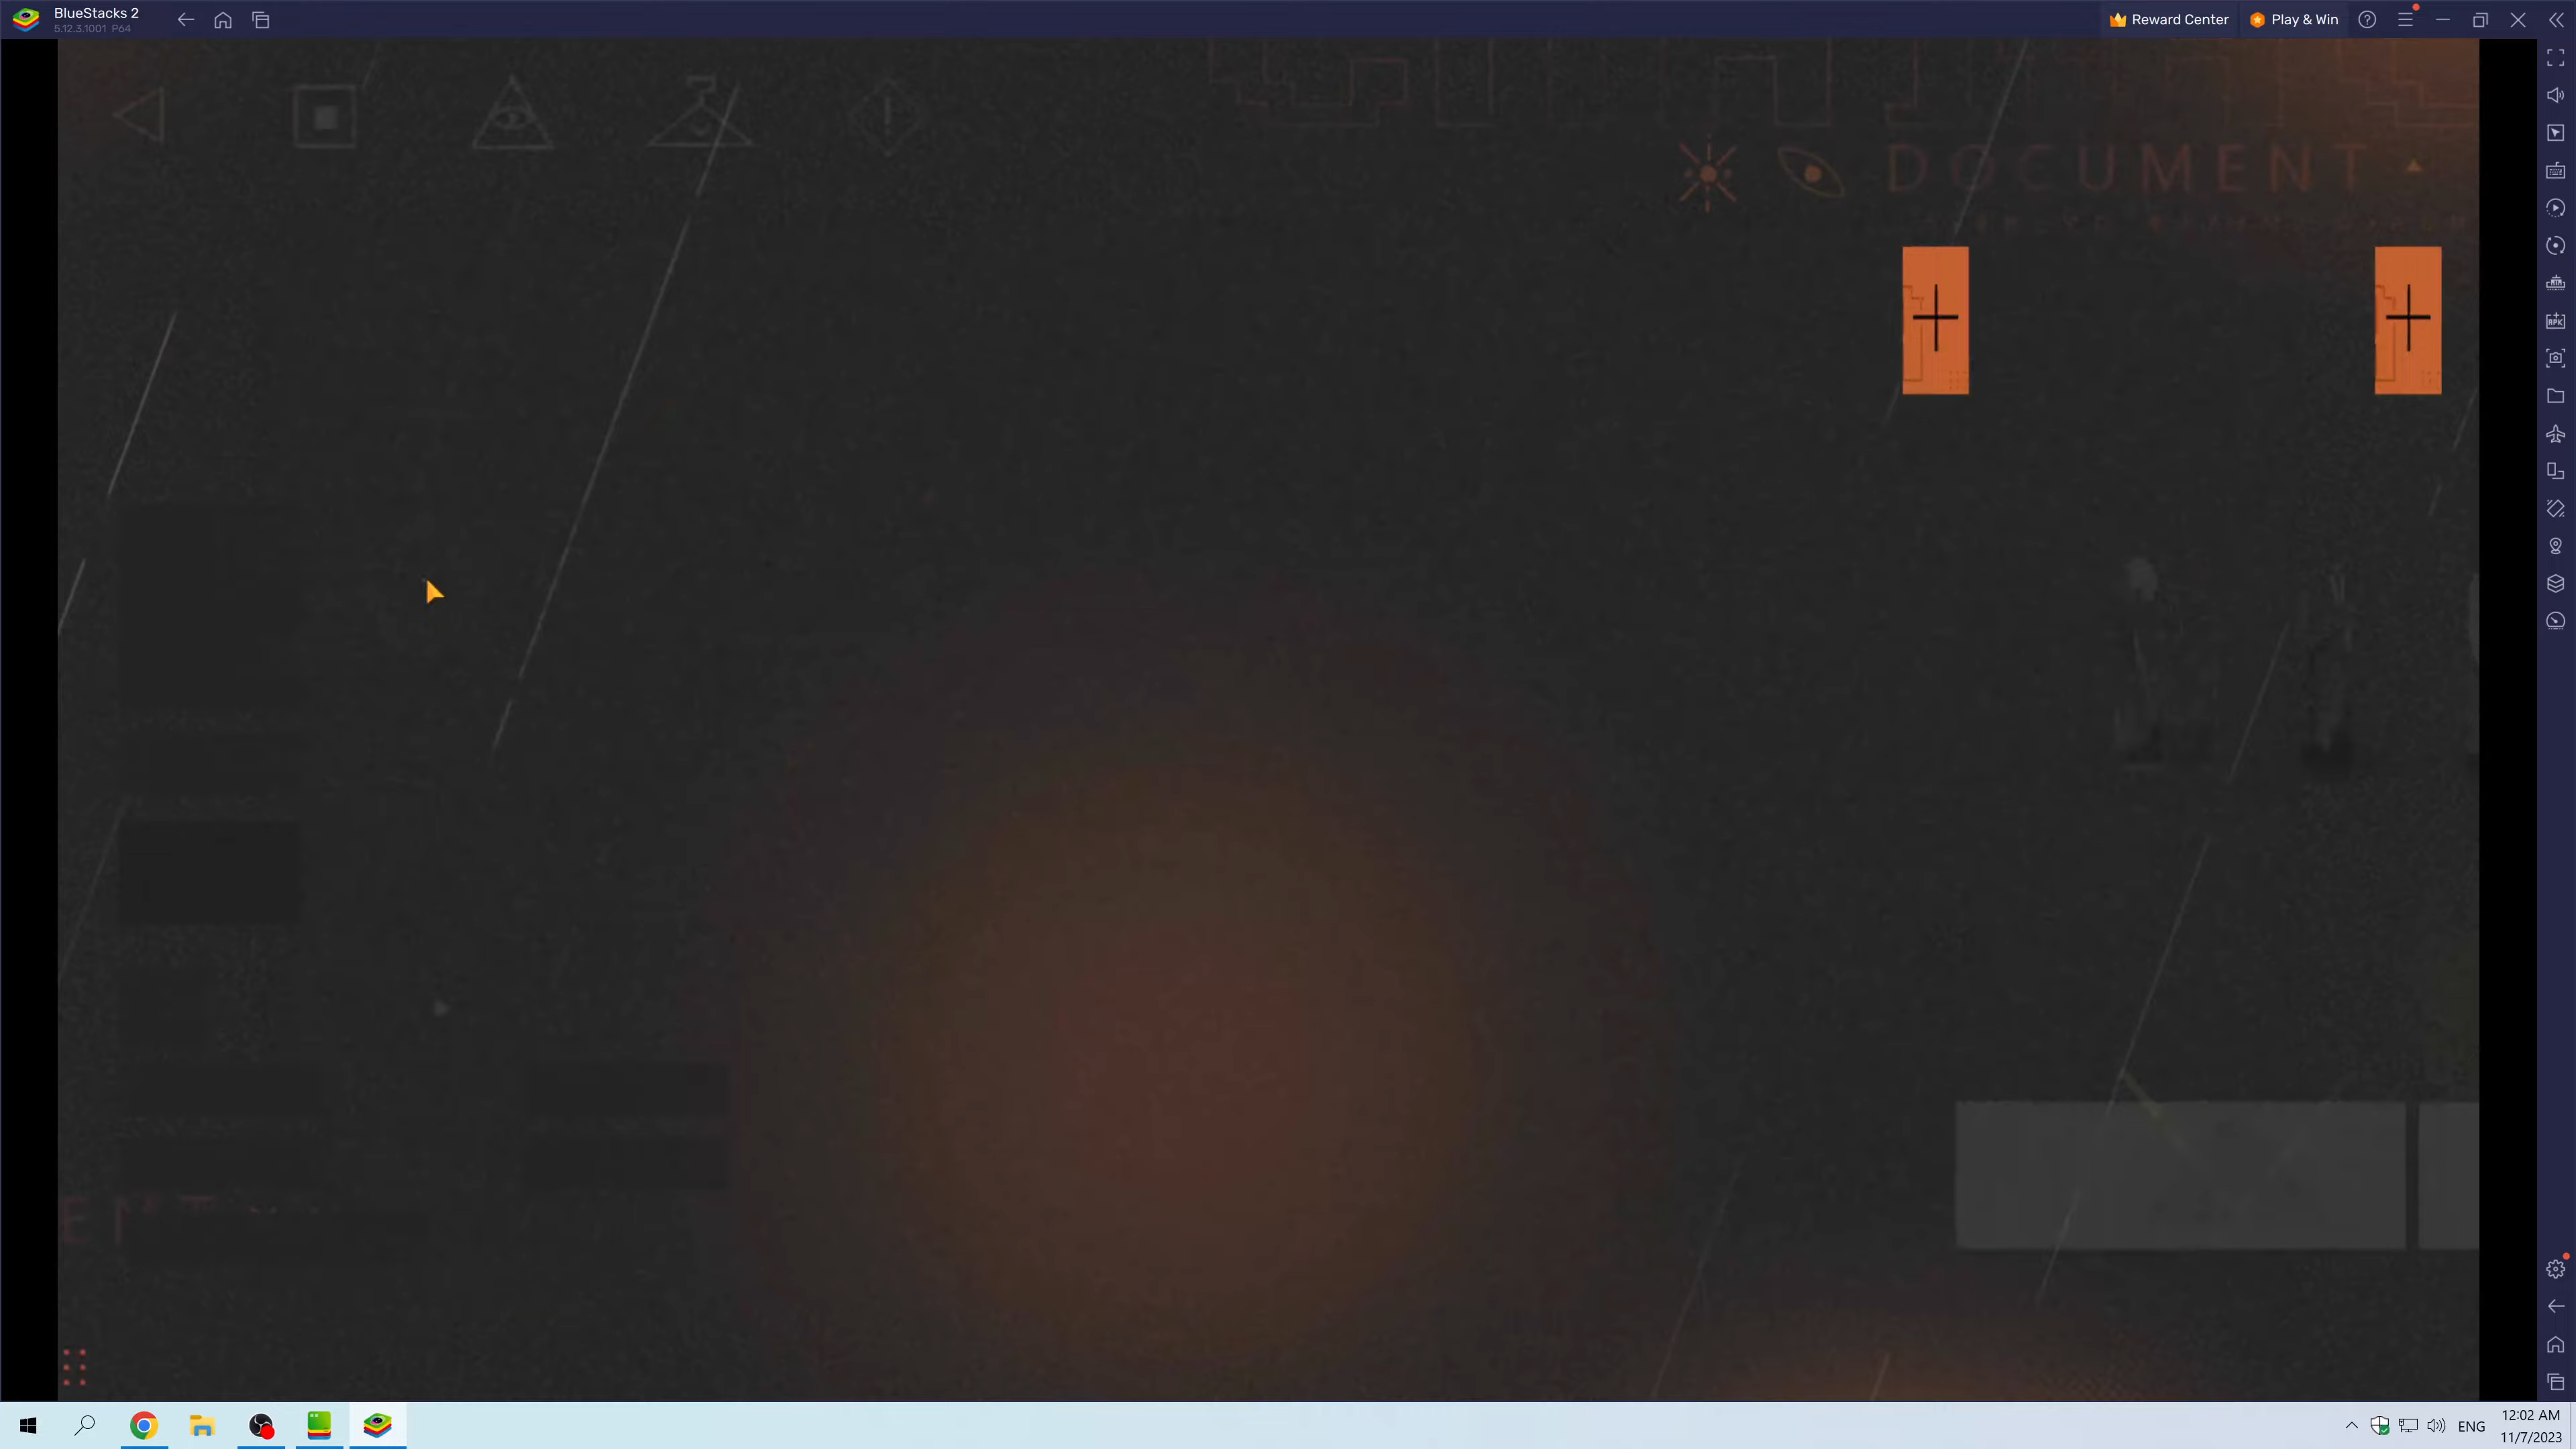 BlueStacks 2
5.12.3.1001 P64
Reward Center
Play & Win
DOCUMENT
ENT
ENG
12:02 AM
11/7/2023